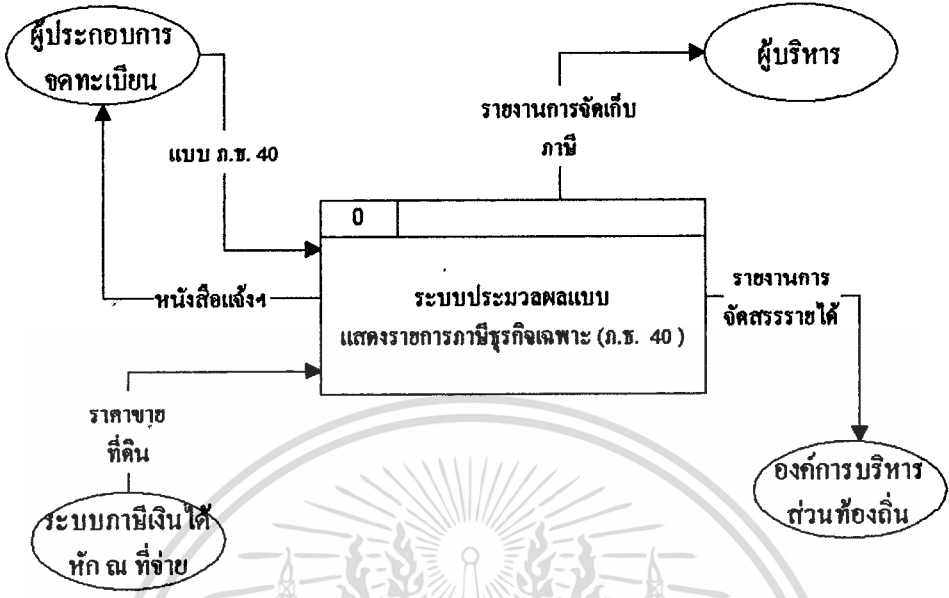 ผู้ประกอบการ
จดทะเบียน
ผู้บริหาร
รายงานการจัดเก็บ
ภาษี
แบบ ภ.ธ. 40
0
หนังสือแจ้งฯ
ระบบประมวลผลแบบ
แสดงรายการภาษีธุรกิจเฉพาะ (ภ.ธ. 40 )
รายงานการ
จัดสรรรายได้
ราคาขาย
ที่ดิน
ระบบภาษีเงินได้
หัก ณ ที่จ่าย
องค์การบริหาร
ส่วนท้องถิ่น